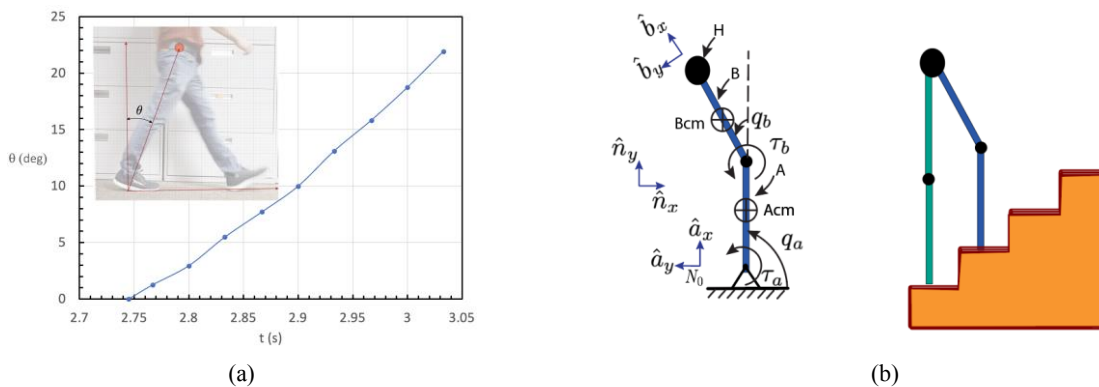 25
20
15
θ (deg)
10
5
0
2.7 2.75 2.8 2.85 2.9 2.95 3 3.05
t (s)
θ
(a)
b̂x
b̂y
H
B
Bcm
qb
τb
n̂y
n̂x
A
Acm
âx
ây
qa
N0
τa
(b)